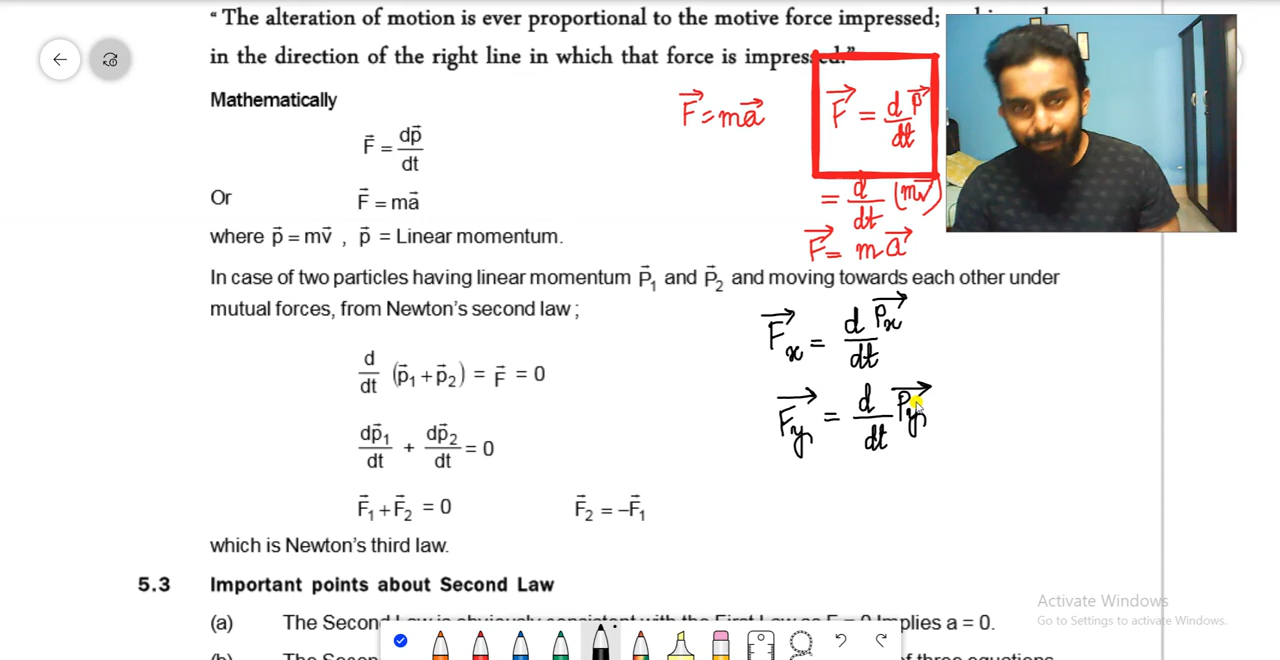 “ The alteration of motion is ever proportional to the motive force impressed;
in the direction of the right line in which that force is impressed.”
Mathematically
F⃗ = dp⃗/dt
Or F⃗ = ma⃗
where p⃗ = mv⃗ , p⃗ = Linear momentum.
In case of two particles having linear momentum P⃗₁ and P⃗₂ and moving towards each other under
mutual forces, from Newton's second law ;
d/dt (p⃗₁ + p⃗₂) = F⃗ = 0
dp⃗₁/dt + dp⃗₂/dt = 0
F⃗₁ + F⃗₂ = 0 F⃗₂ = –F⃗₁
which is Newton's third law.
5.3 Important points about Second Law
(a) The Second implies a = 0.
F⃗ = ma⃗
F⃗ = dP⃗/dt
= d/dt (mv⃗)
F⃗ = ma⃗
F⃗x = d/dt P⃗x
F⃗y = d/dt P⃗y
Activate Windows
Go to Settings to activate Windows.